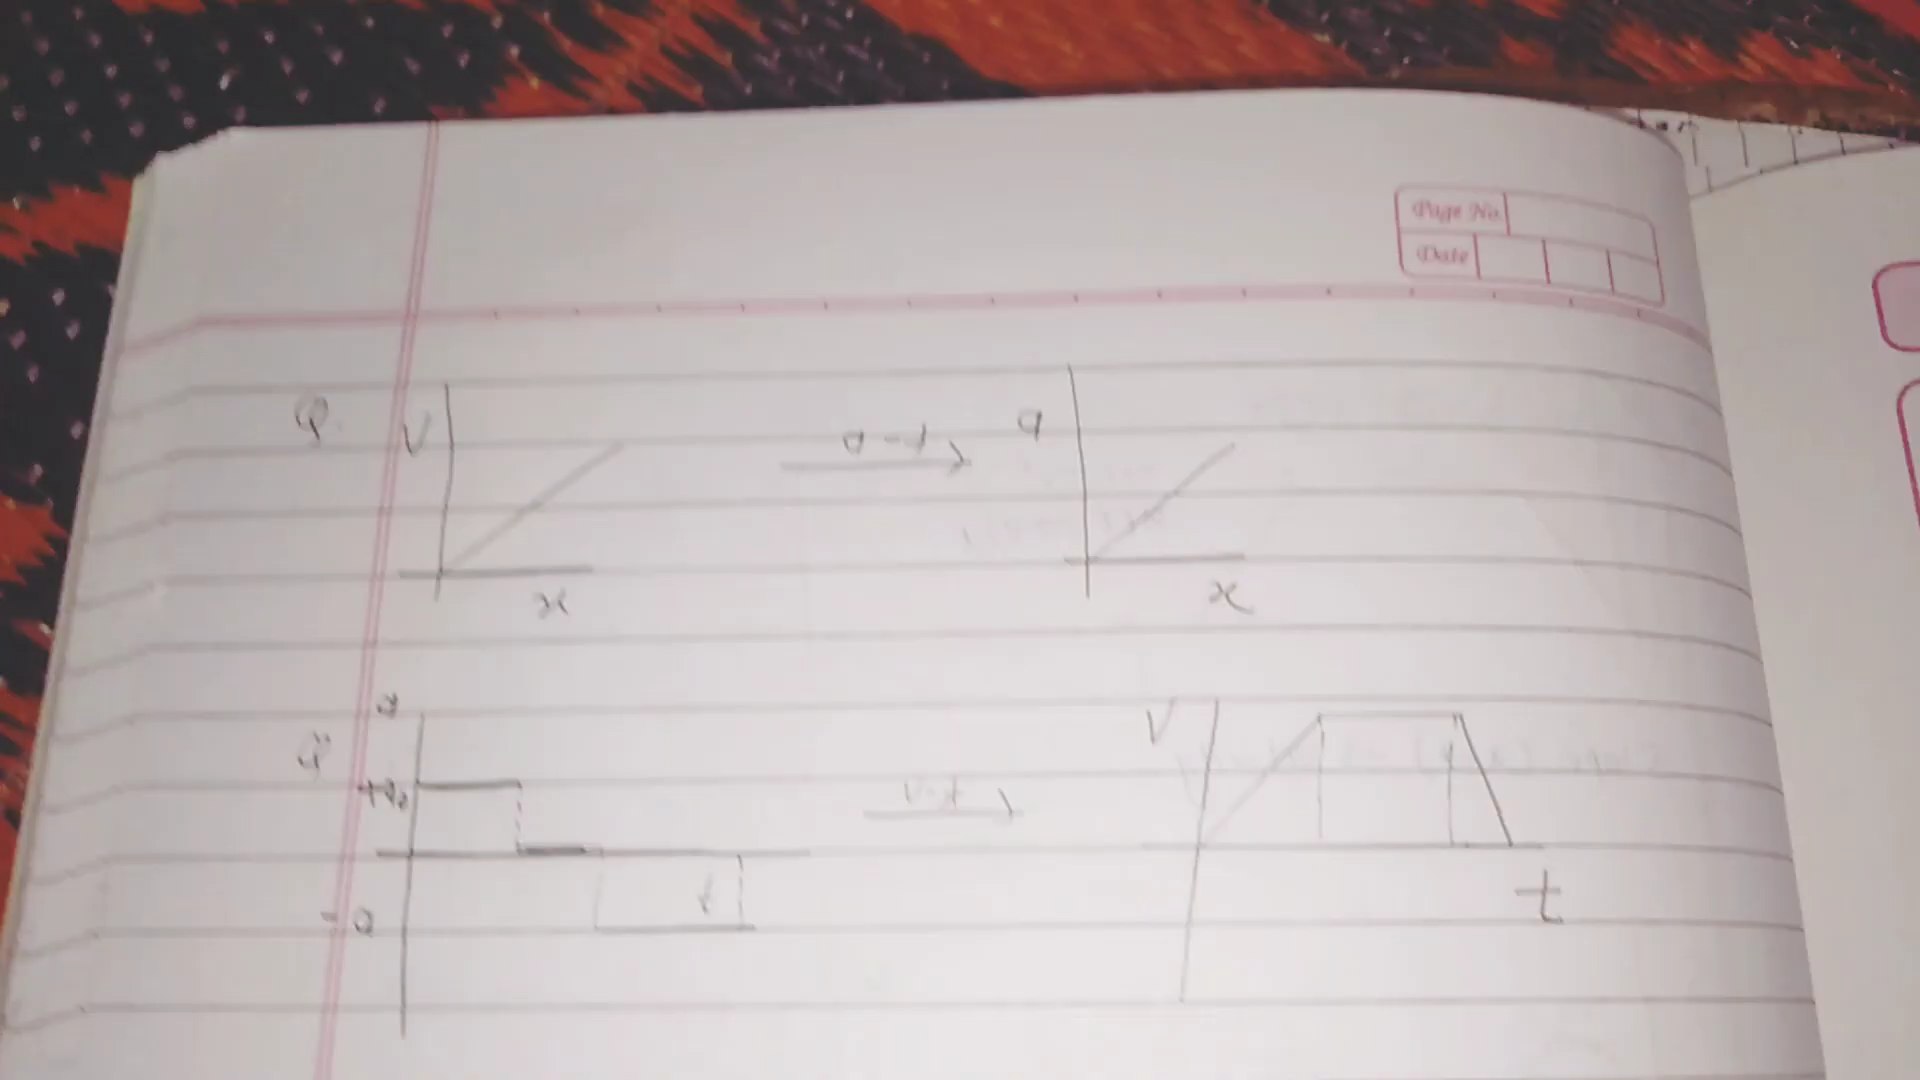 Page No.
Date
Q. V a-t a
x x
a V
Q +a₀ v-t
t t
-a